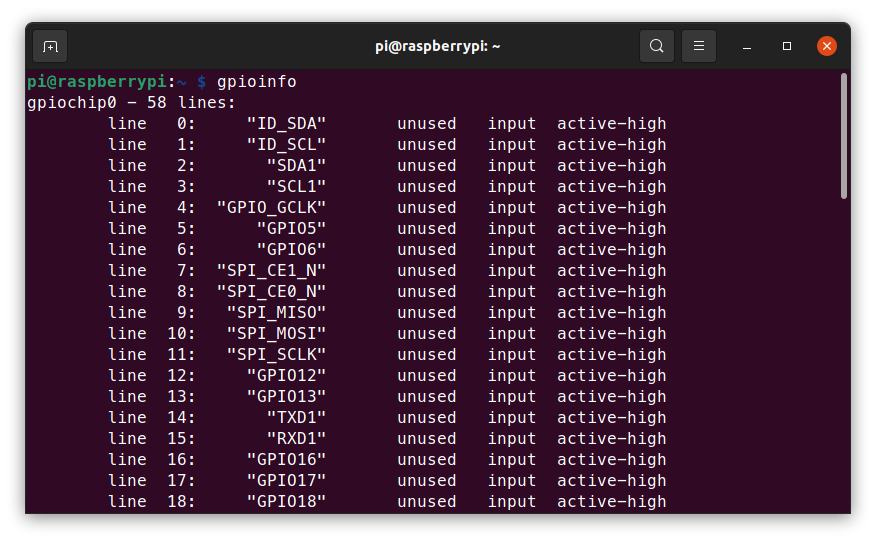 pi@raspberrypi: ~
pi@raspberrypi:~ $ gpioinfo
gpiochip0 - 58 lines:
        line   0:     "ID_SDA"       unused   input  active-high
        line   1:     "ID_SCL"       unused   input  active-high
        line   2:       "SDA1"       unused   input  active-high
        line   3:       "SCL1"       unused   input  active-high
        line   4:  "GPIO_GCLK"       unused   input  active-high
        line   5:      "GPIO5"       unused   input  active-high
        line   6:      "GPIO6"       unused   input  active-high
        line   7:  "SPI_CE1_N"       unused   input  active-high
        line   8:  "SPI_CE0_N"       unused   input  active-high
        line   9:   "SPI_MISO"       unused   input  active-high
        line  10:   "SPI_MOSI"       unused   input  active-high
        line  11:   "SPI_SCLK"       unused   input  active-high
        line  12:     "GPIO12"       unused   input  active-high
        line  13:     "GPIO13"       unused   input  active-high
        line  14:       "TXD1"       unused   input  active-high
        line  15:       "RXD1"       unused   input  active-high
        line  16:     "GPIO16"       unused   input  active-high
        line  17:     "GPIO17"       unused   input  active-high
        line  18:     "GPIO18"       unused   input  active-high